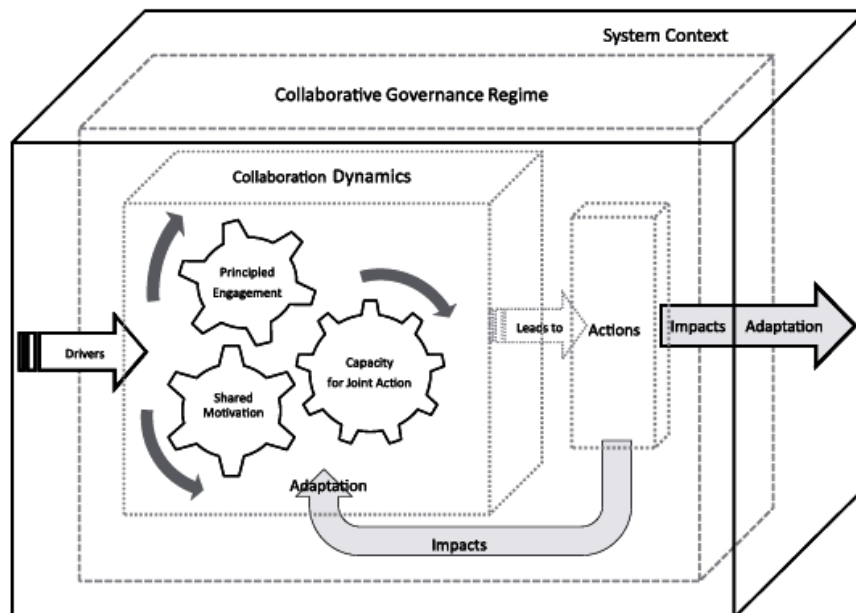 System Context
Collaborative Governance Regime
Collaboration Dynamics
Principled
Engagement
Drivers
Shared
Motivation
Capacity
for Joint Action
Leads to
Actions
Impacts
Adaptation
Adaptation
Impacts